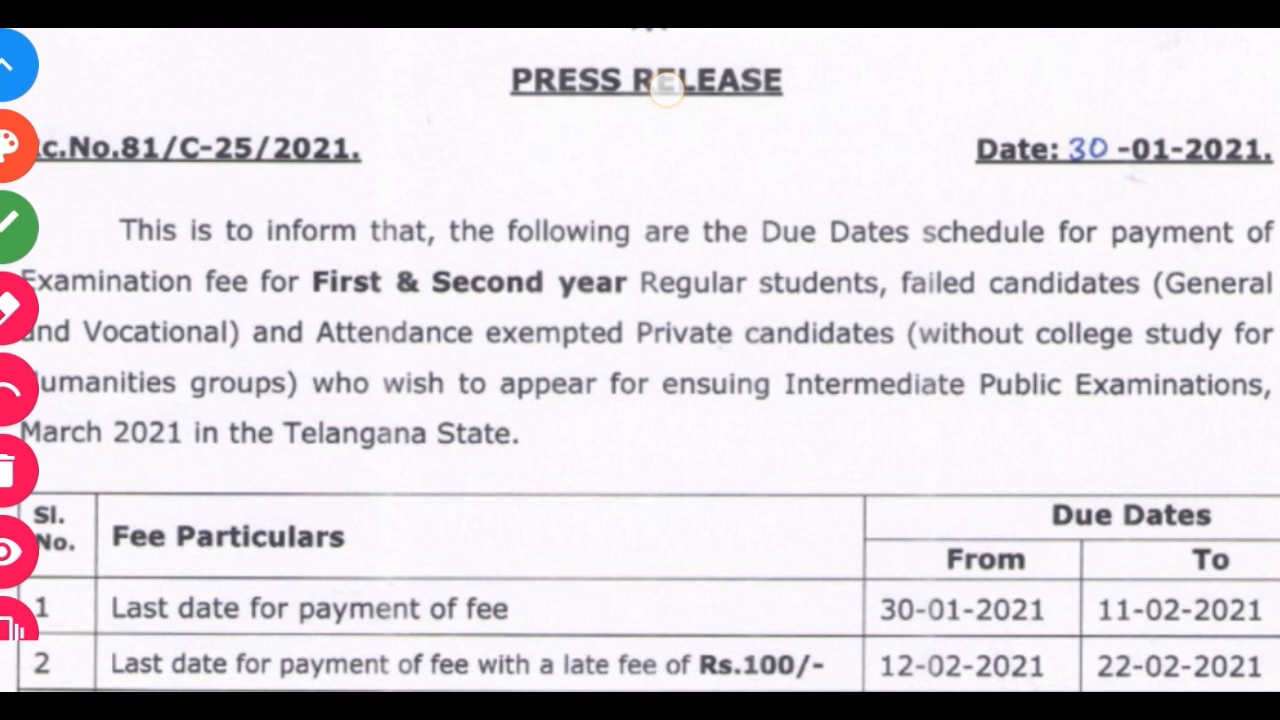 PRESS RELEASE
c.No.81/C-25/2021.
Date: 30 -01-2021.
This is to inform that, the following are the Due Dates schedule for payment of
Examination fee for First & Second year Regular students, failed candidates (General
and Vocational) and Attendance exempted Private candidates (without college study for
umanities groups) who wish to appear for ensuing Intermediate Public Examinations,
March 2021 in the Telangana State.
Sl. No.
Fee Particulars
Due Dates
From
To
1
Last date for payment of fee
30-01-2021
11-02-2021
2
Last date for payment of fee with a late fee of Rs.100/-
12-02-2021
22-02-2021